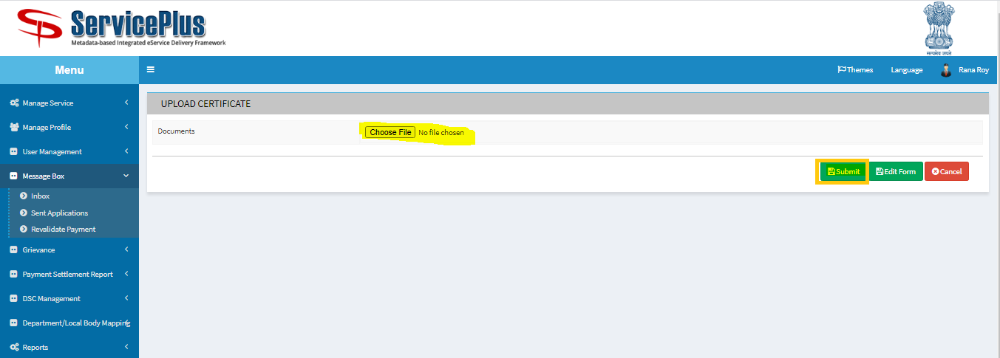 ServicePlus
Metadata-based Integrated eService Delivery Framework
सत्यमेव जयते
Menu
Themes
Language
Rana Roy
Manage Service
Manage Profile
User Management
Message Box
Inbox
Sent Applications
Revalidate Payment
Grievance
Payment Settlement Report
DSC Management
Department/Local Body Mapping
Reports
UPLOAD CERTIFICATE
Documents
Choose File No file chosen
Submit
Edit Form
Cancel